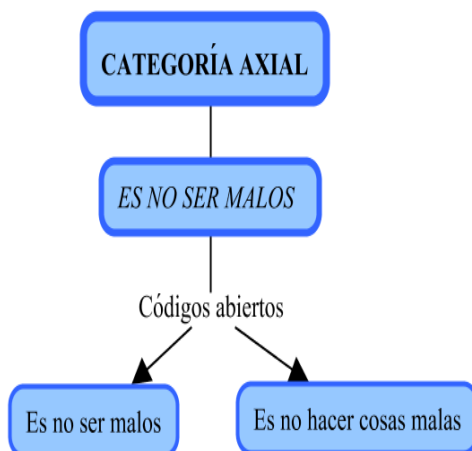 CATEGORÍA AXIAL
ES NO SER MALOS
Códigos abiertos
Es no ser malos
Es no hacer cosas malas